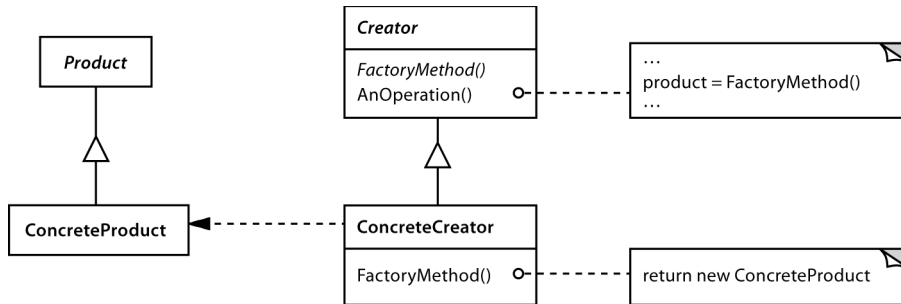 Product
Creator
FactoryMethod()
AnOperation()
...
product = FactoryMethod()
...
ConcreteProduct
ConcreteCreator
FactoryMethod()
return new ConcreteProduct